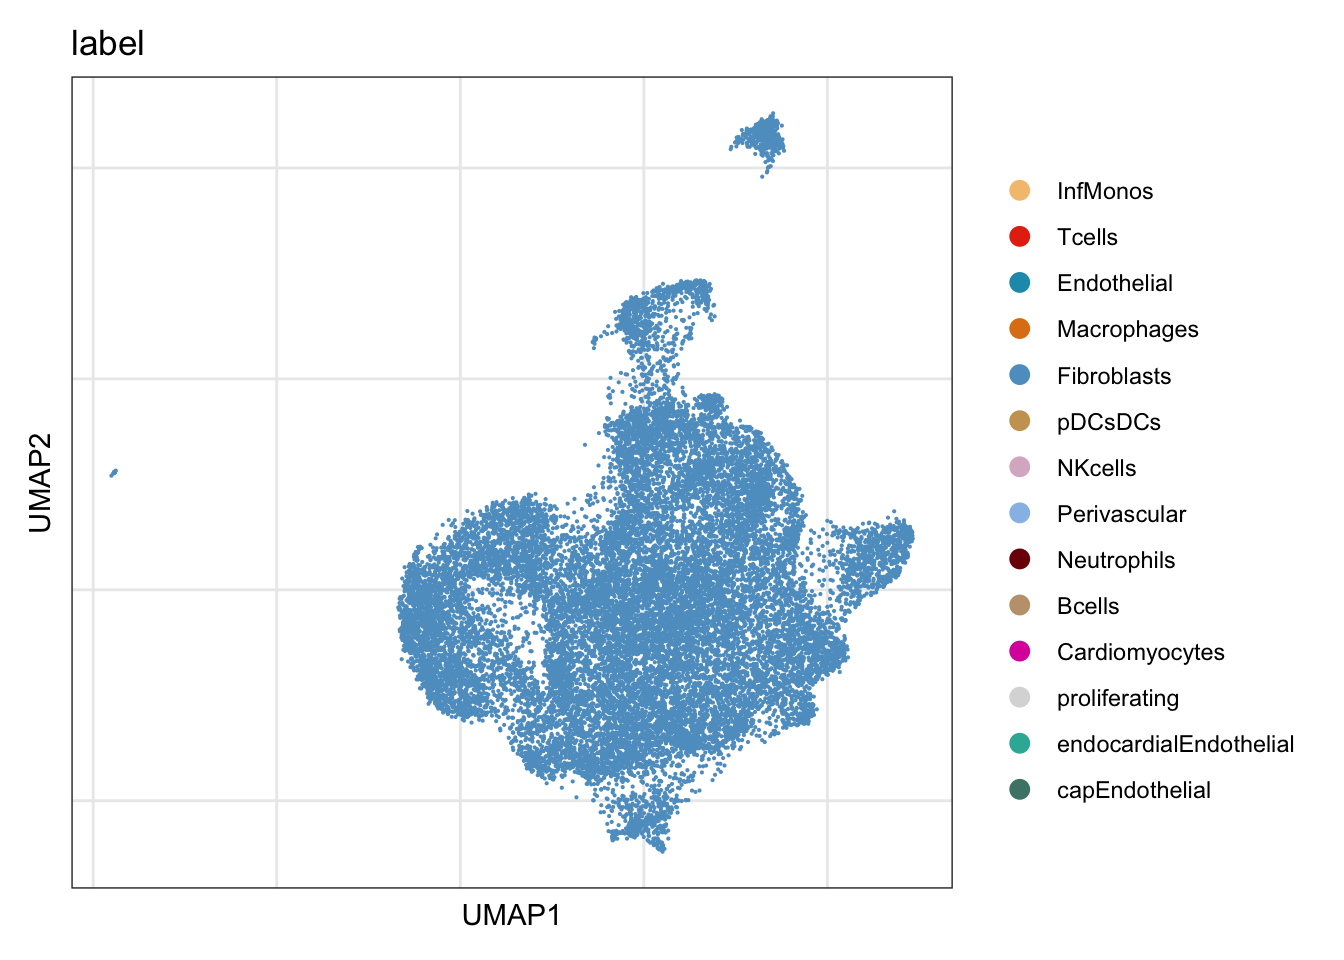 label
UMAP2
UMAP1
InfMonos
Tcells
Endothelial
Macrophages
Fibroblasts
pDCsDCs
NKcells
Perivascular
Neutrophils
Bcells
Cardiomyocytes
proliferating
endocardialEndothelial
capEndothelial